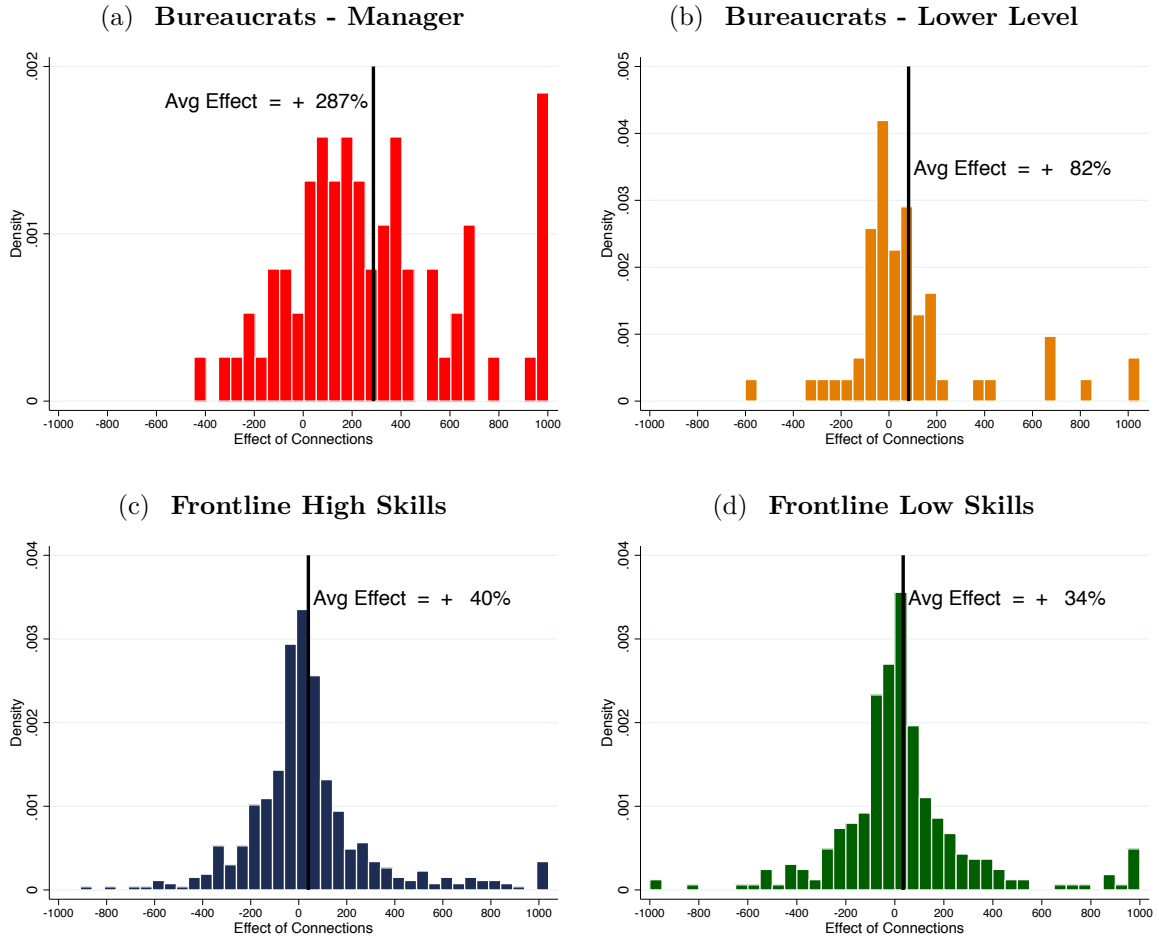 (a) Bureaucrats - Manager
Avg Effect = + 287%
Density
0 .001 .002
-1000 -800 -600 -400 -200 0 200 400 600 800 1000
Effect of Connections
(b) Bureaucrats - Lower Level
Avg Effect = + 82%
Density
0 .001 .002 .003 .004 .005
-1000 -800 -600 -400 -200 0 200 400 600 800 1000
Effect of Connections
(c) Frontline High Skills
Avg Effect = + 40%
Density
0 .001 .002 .003 .004
-1000 -800 -600 -400 -200 0 200 400 600 800 1000
Effect of Connections
(d) Frontline Low Skills
Avg Effect = + 34%
Density
0 .001 .002 .003 .004
-1000 -800 -600 -400 -200 0 200 400 600 800 1000
Effect of Connections